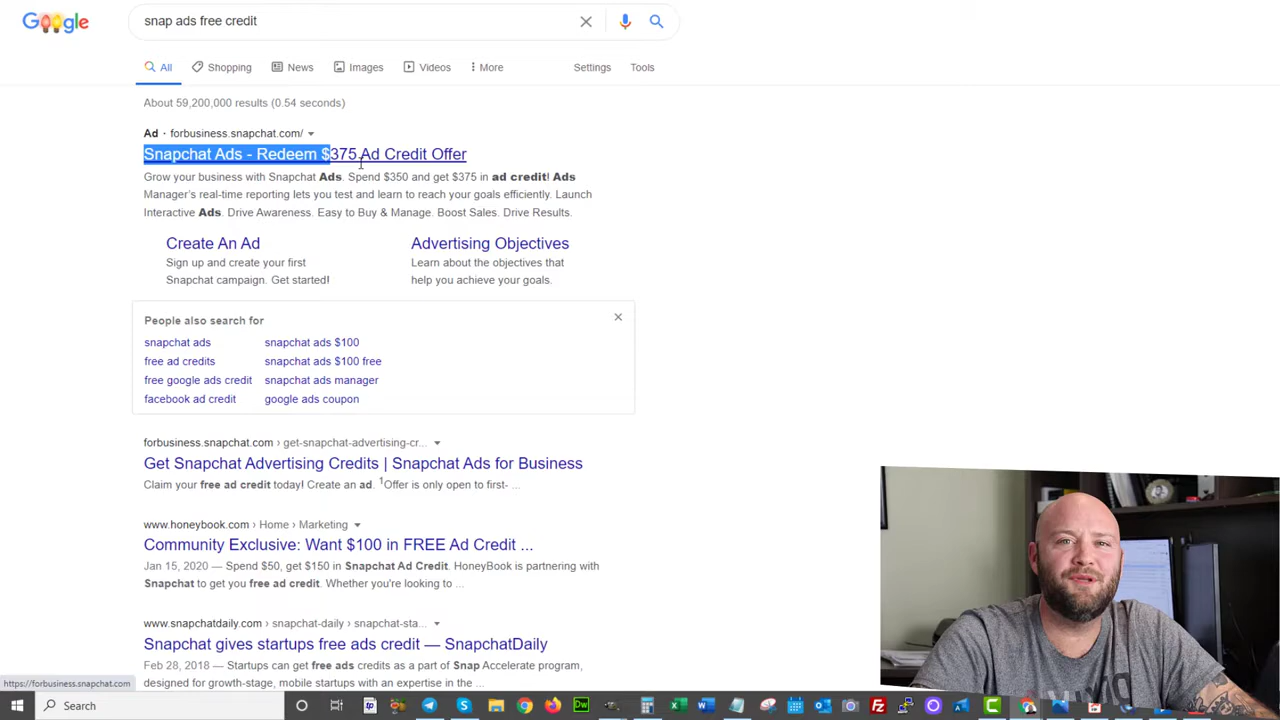 Google
snap ads free credit
All
Shopping
News
Images
Videos
More
Settings
Tools
About 59,200,000 results (0.54 seconds)
Ad · forbusiness.snapchat.com/
Snapchat Ads - Redeem $375 Ad Credit Offer
Grow your business with Snapchat Ads. Spend $350 and get $375 in ad credit! Ads
Manager's real-time reporting lets you test and learn to reach your goals efficiently. Launch
Interactive Ads. Drive Awareness. Easy to Buy & Manage. Boost Sales. Drive Results.
Create An Ad
Sign up and create your first
Snapchat campaign. Get started!
Advertising Objectives
Learn about the objectives that
help you achieve your goals.
People also search for
snapchat ads
snapchat ads $100
free ad credits
snapchat ads $100 free
free google ads credit
snapchat ads manager
facebook ad credit
google ads coupon
forbusiness.snapchat.com › get-snapchat-advertising-cr...
Get Snapchat Advertising Credits | Snapchat Ads for Business
Claim your free ad credit today! Create an ad. 1Offer is only open to first- ...
www.honeybook.com › Home › Marketing
Community Exclusive: Want $100 in FREE Ad Credit ...
Jan 15, 2020 — Spend $50, get $150 in Snapchat Ad Credit. HoneyBook is partnering with
Snapchat to get you free ad credit. Whether you're looking to ...
www.snapchatdaily.com › snapchat-daily › snapchat-sta...
Snapchat gives startups free ads credit — SnapchatDaily
Feb 28, 2018 — Startups can get free ads credits as a part of Snap Accelerate program,
designed for growth-stage, mobile startups with an expertise in the ...
https://forbusiness.snapchat.com
Search